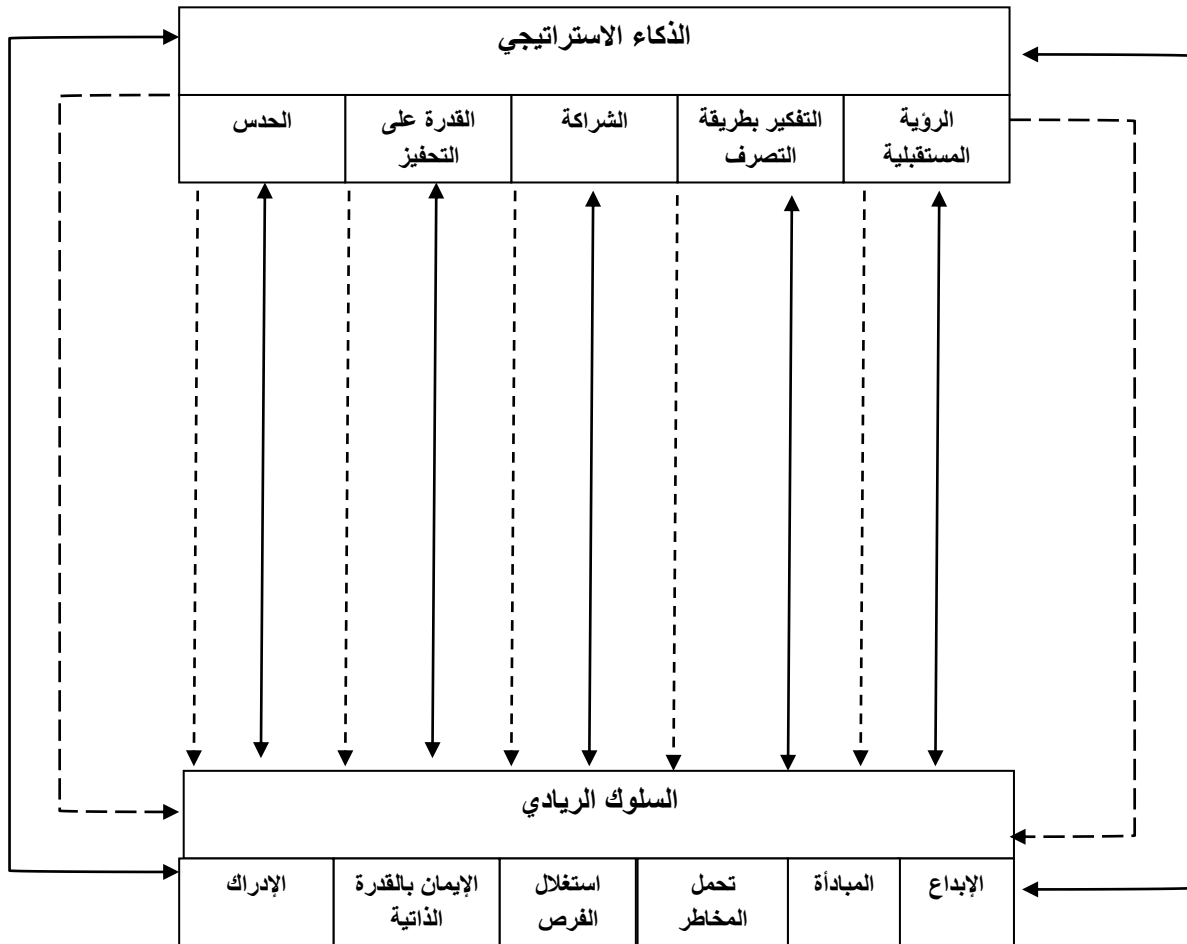 الذكاء الاستراتيجي
الرؤية
المستقبلية
التفكير بطريقة
التصرف
الشراكة
القدرة على
التحفيز
الحدس
السلوك الريادي
الإبداع
المبادأة
تحمل
المخاطر
استغلال
الفرص
الإيمان بالقدرة
الذاتية
الإدراك